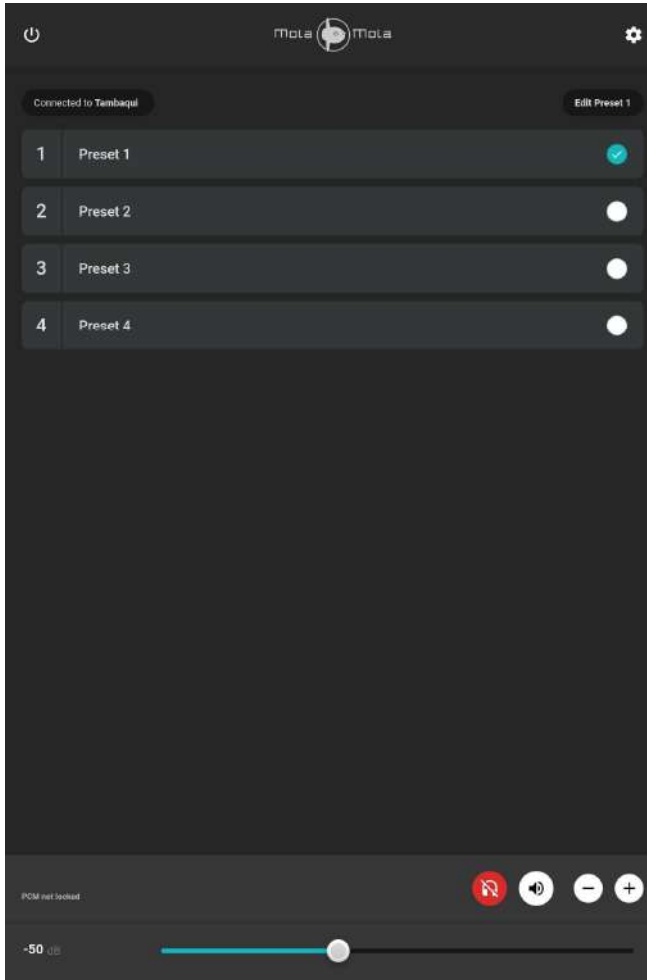 Mola Mola
Connected to Tambaqui
Edit Preset 1
1 Preset 1
2 Preset 2
3 Preset 3
4 Preset 4
PCM not locked
-50 dB